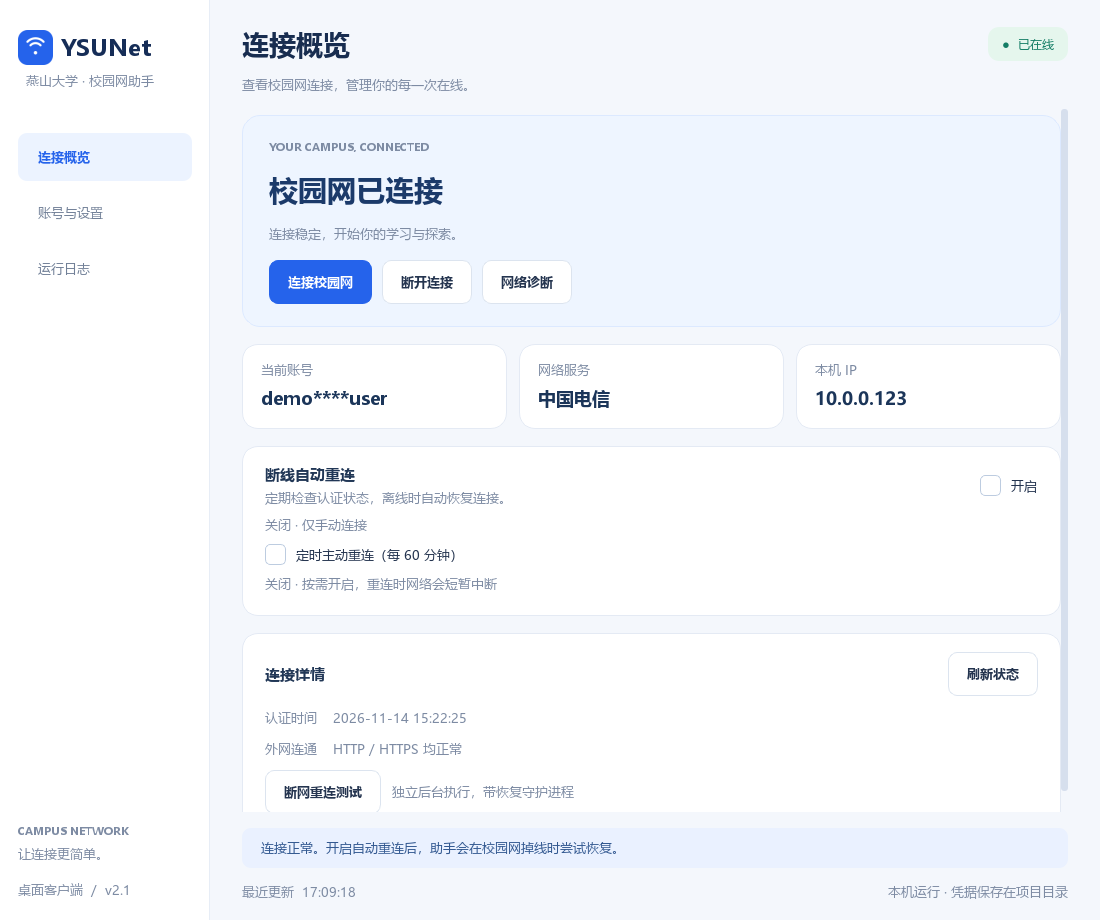 YSUNet
燕山大学 · 校园网助手
连接概览
账号与设置
运行日志
CAMPUS NETWORK
让连接更简单。
桌面客户端 / v2.1
连接概览
● 已在线
查看校园网连接，管理你的每一次在线。
YOUR CAMPUS, CONNECTED
校园网已连接
连接稳定，开始你的学习与探索。
连接校园网 断开连接 网络诊断
当前账号
demo****user
网络服务
中国电信
本机 IP
10.0.0.123
断线自动重连
定期检查认证状态，离线时自动恢复连接。
开启
关闭 · 仅手动连接
定时主动重连（每 60 分钟）
关闭 · 按需开启，重连时网络会短暂中断
连接详情
刷新状态
认证时间 2026-11-14 15:22:25
外网连通 HTTP / HTTPS 均正常
断网重连测试 独立后台执行，带恢复守护进程
连接正常。开启自动重连后，助手会在校园网掉线时尝试恢复。
最近更新 17:09:18
本机运行 · 凭据保存在项目目录